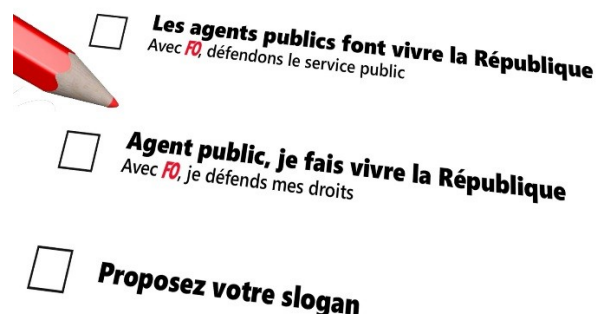 Les agents publics font vivre la République
Avec FO, défendons le service public
Agent public, je fais vivre la République
Avec FO, je défends mes droits
Proposez votre slogan